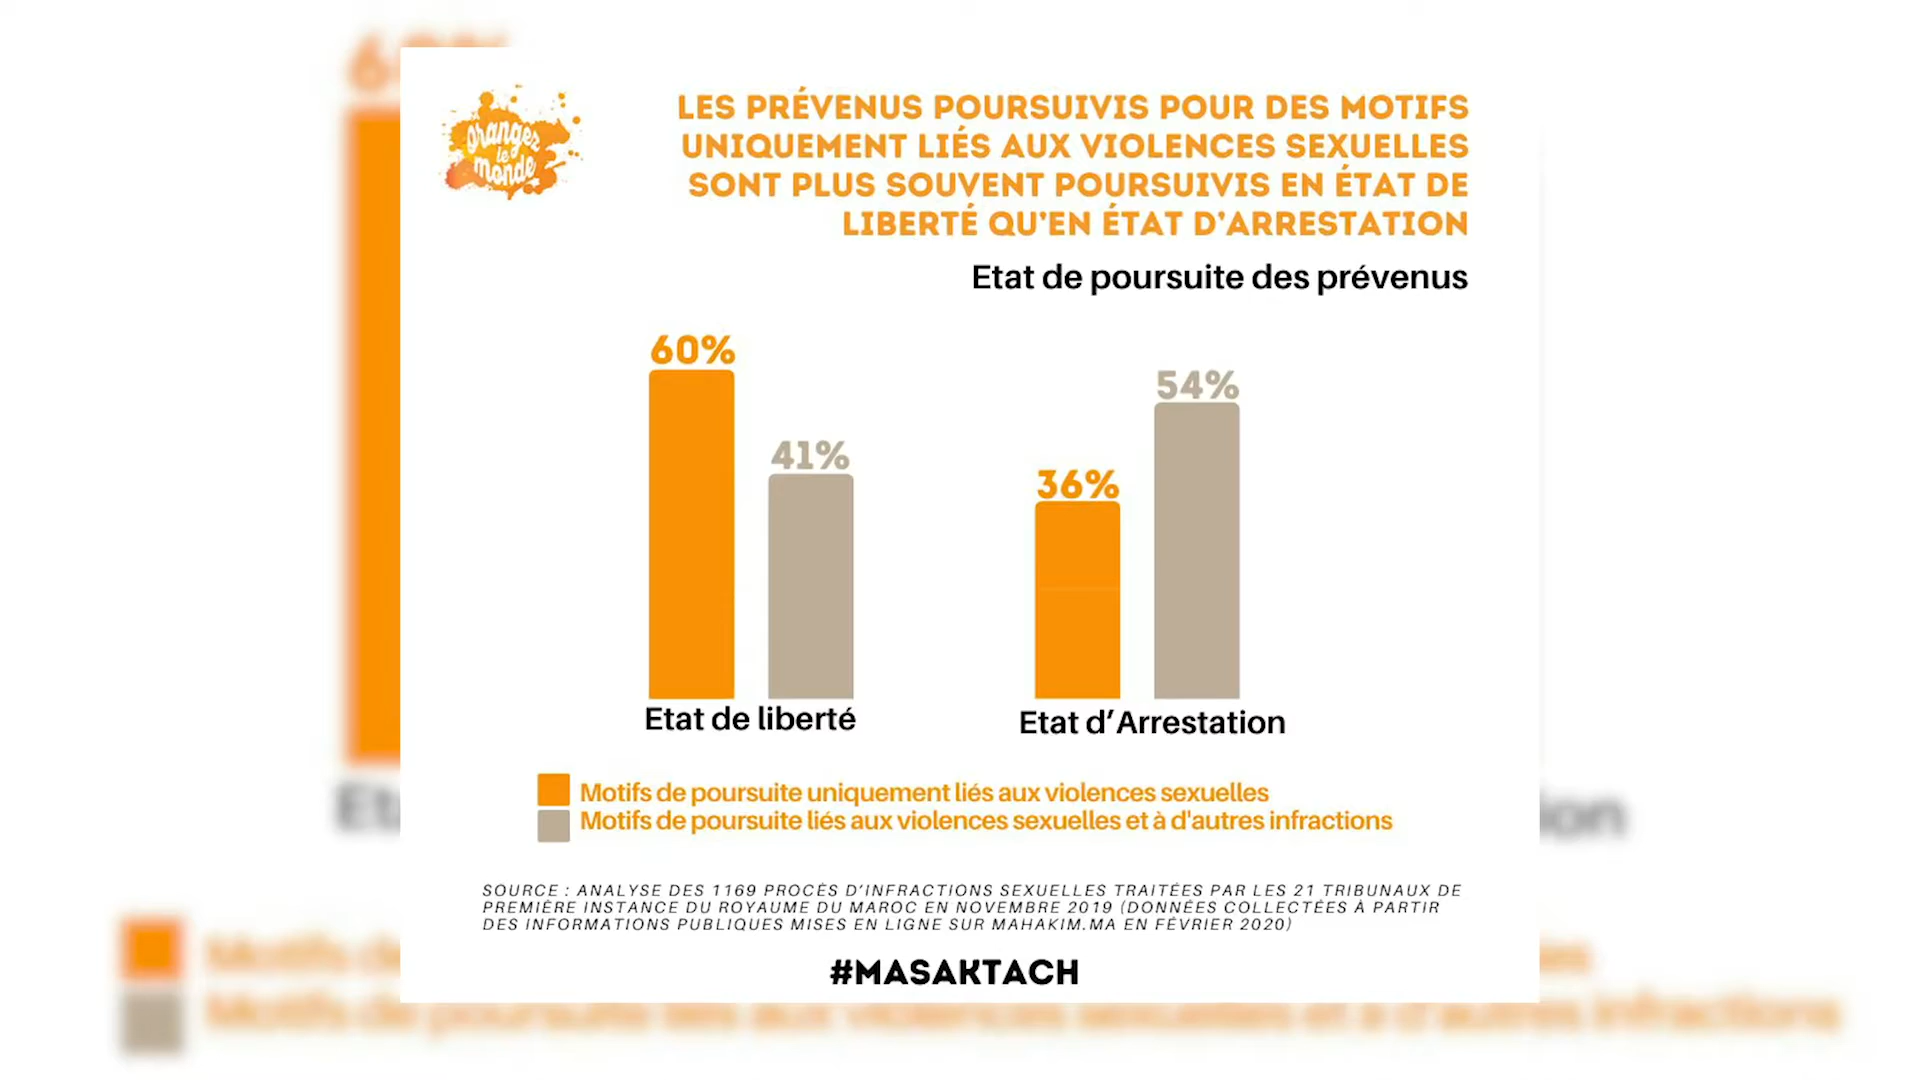 Orangez
le
monde
LES PRÉVENUS POURSUIVIS POUR DES MOTIFS
UNIQUEMENT LIÉS AUX VIOLENCES SEXUELLES
SONT PLUS SOUVENT POURSUIVIS EN ÉTAT DE
LIBERTÉ QU'EN ÉTAT D'ARRESTATION
Etat de poursuite des prévenus
60%
41%
36%
54%
Etat de liberté
Etat d’Arrestation
Motifs de poursuite uniquement liés aux violences sexuelles
Motifs de poursuite liés aux violences sexuelles et à d'autres infractions
SOURCE : ANALYSE DES 1169 PROCÈS D'INFRACTIONS SEXUELLES TRAITÉES PAR LES 21 TRIBUNAUX DE
PREMIÈRE INSTANCE DU ROYAUME DU MAROC EN NOVEMBRE 2019 (DONNÉES COLLECTÉES À PARTIR
DES INFORMATIONS PUBLIQUES MISES EN LIGNE SUR MAHAKIM.MA EN FÉVRIER 2020)
#MASAKTACH